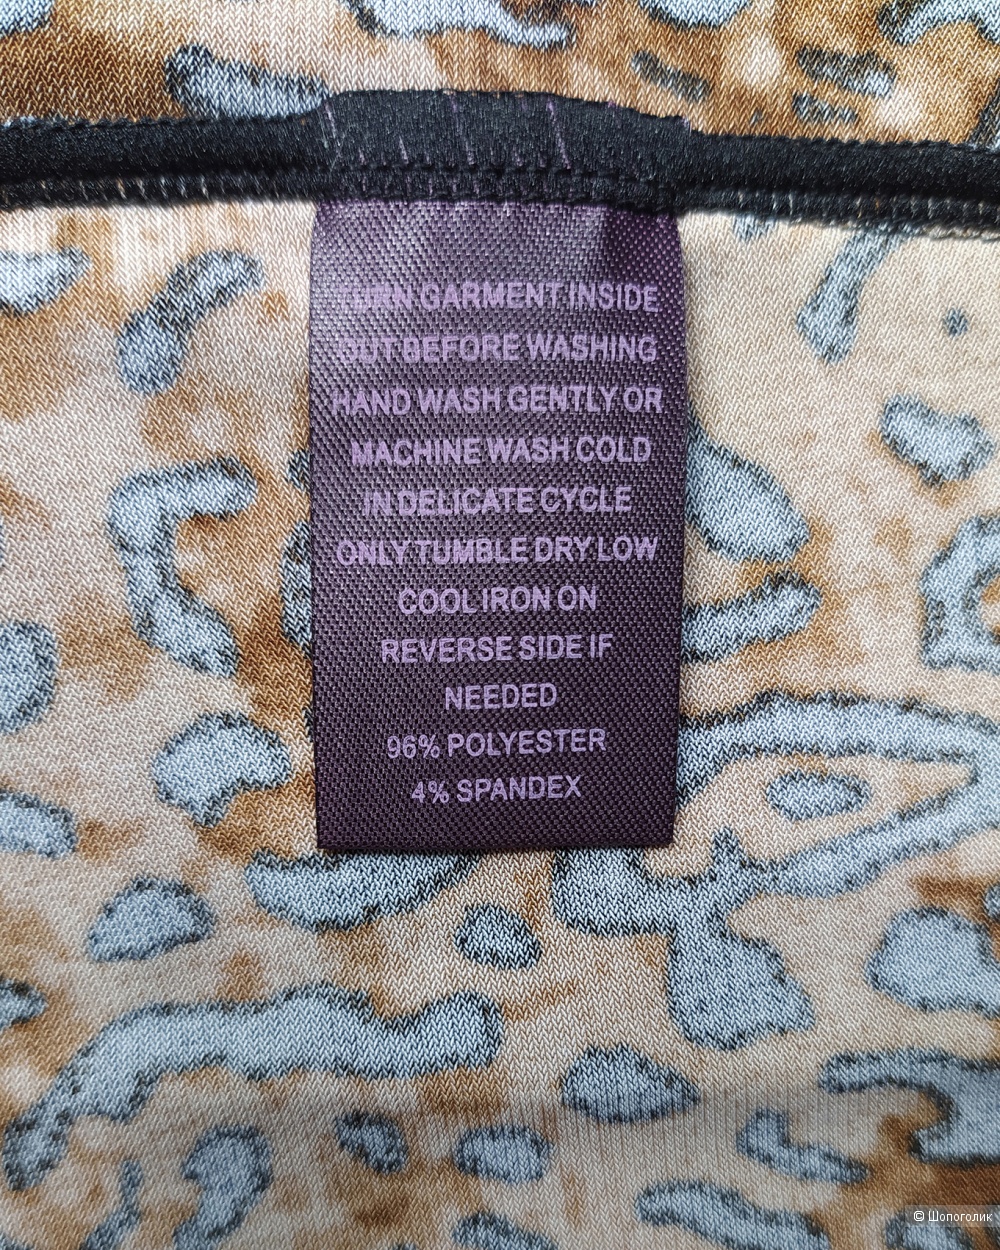 TURN GARMENT INSIDE
OUT BEFORE WASHING
HAND WASH GENTLY OR
MACHINE WASH COLD
IN DELICATE CYCLE
ONLY TUMBLE DRY LOW
COOL IRON ON
REVERSE SIDE IF
NEEDED
96% POLYESTER
4% SPANDEX
© Шопоголик